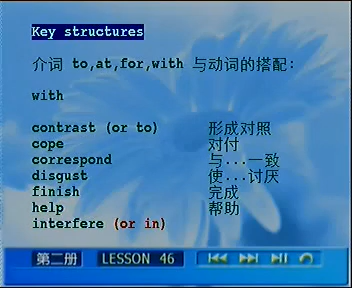 Key structures
介词 to,at,for,with 与动词的搭配:
with
contrast (or to) 形成对照
cope 对付
correspond 与...一致
disgust 使...讨厌
finish 完成
help 帮助
interfere (or in)
第二册 LESSON 46